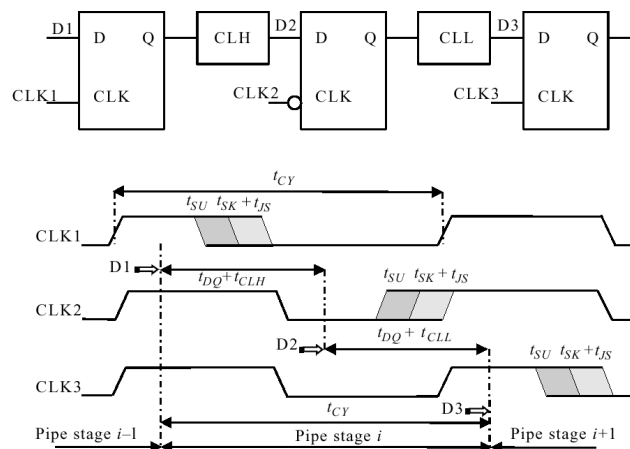 D1
D Q
CLH
D2
D Q
CLL
D3
D Q
CLK1
CLK
CLK2
CLK
CLK3
CLK
tCY
tSU tSK + tJS
CLK1
D1
tDQ + tCLH
tSU tSK + tJS
CLK2
D2
tDQ + tCLL
tSU tSK + tJS
CLK3
tCY
D3
Pipe stage i–1
Pipe stage i
Pipe stage i+1